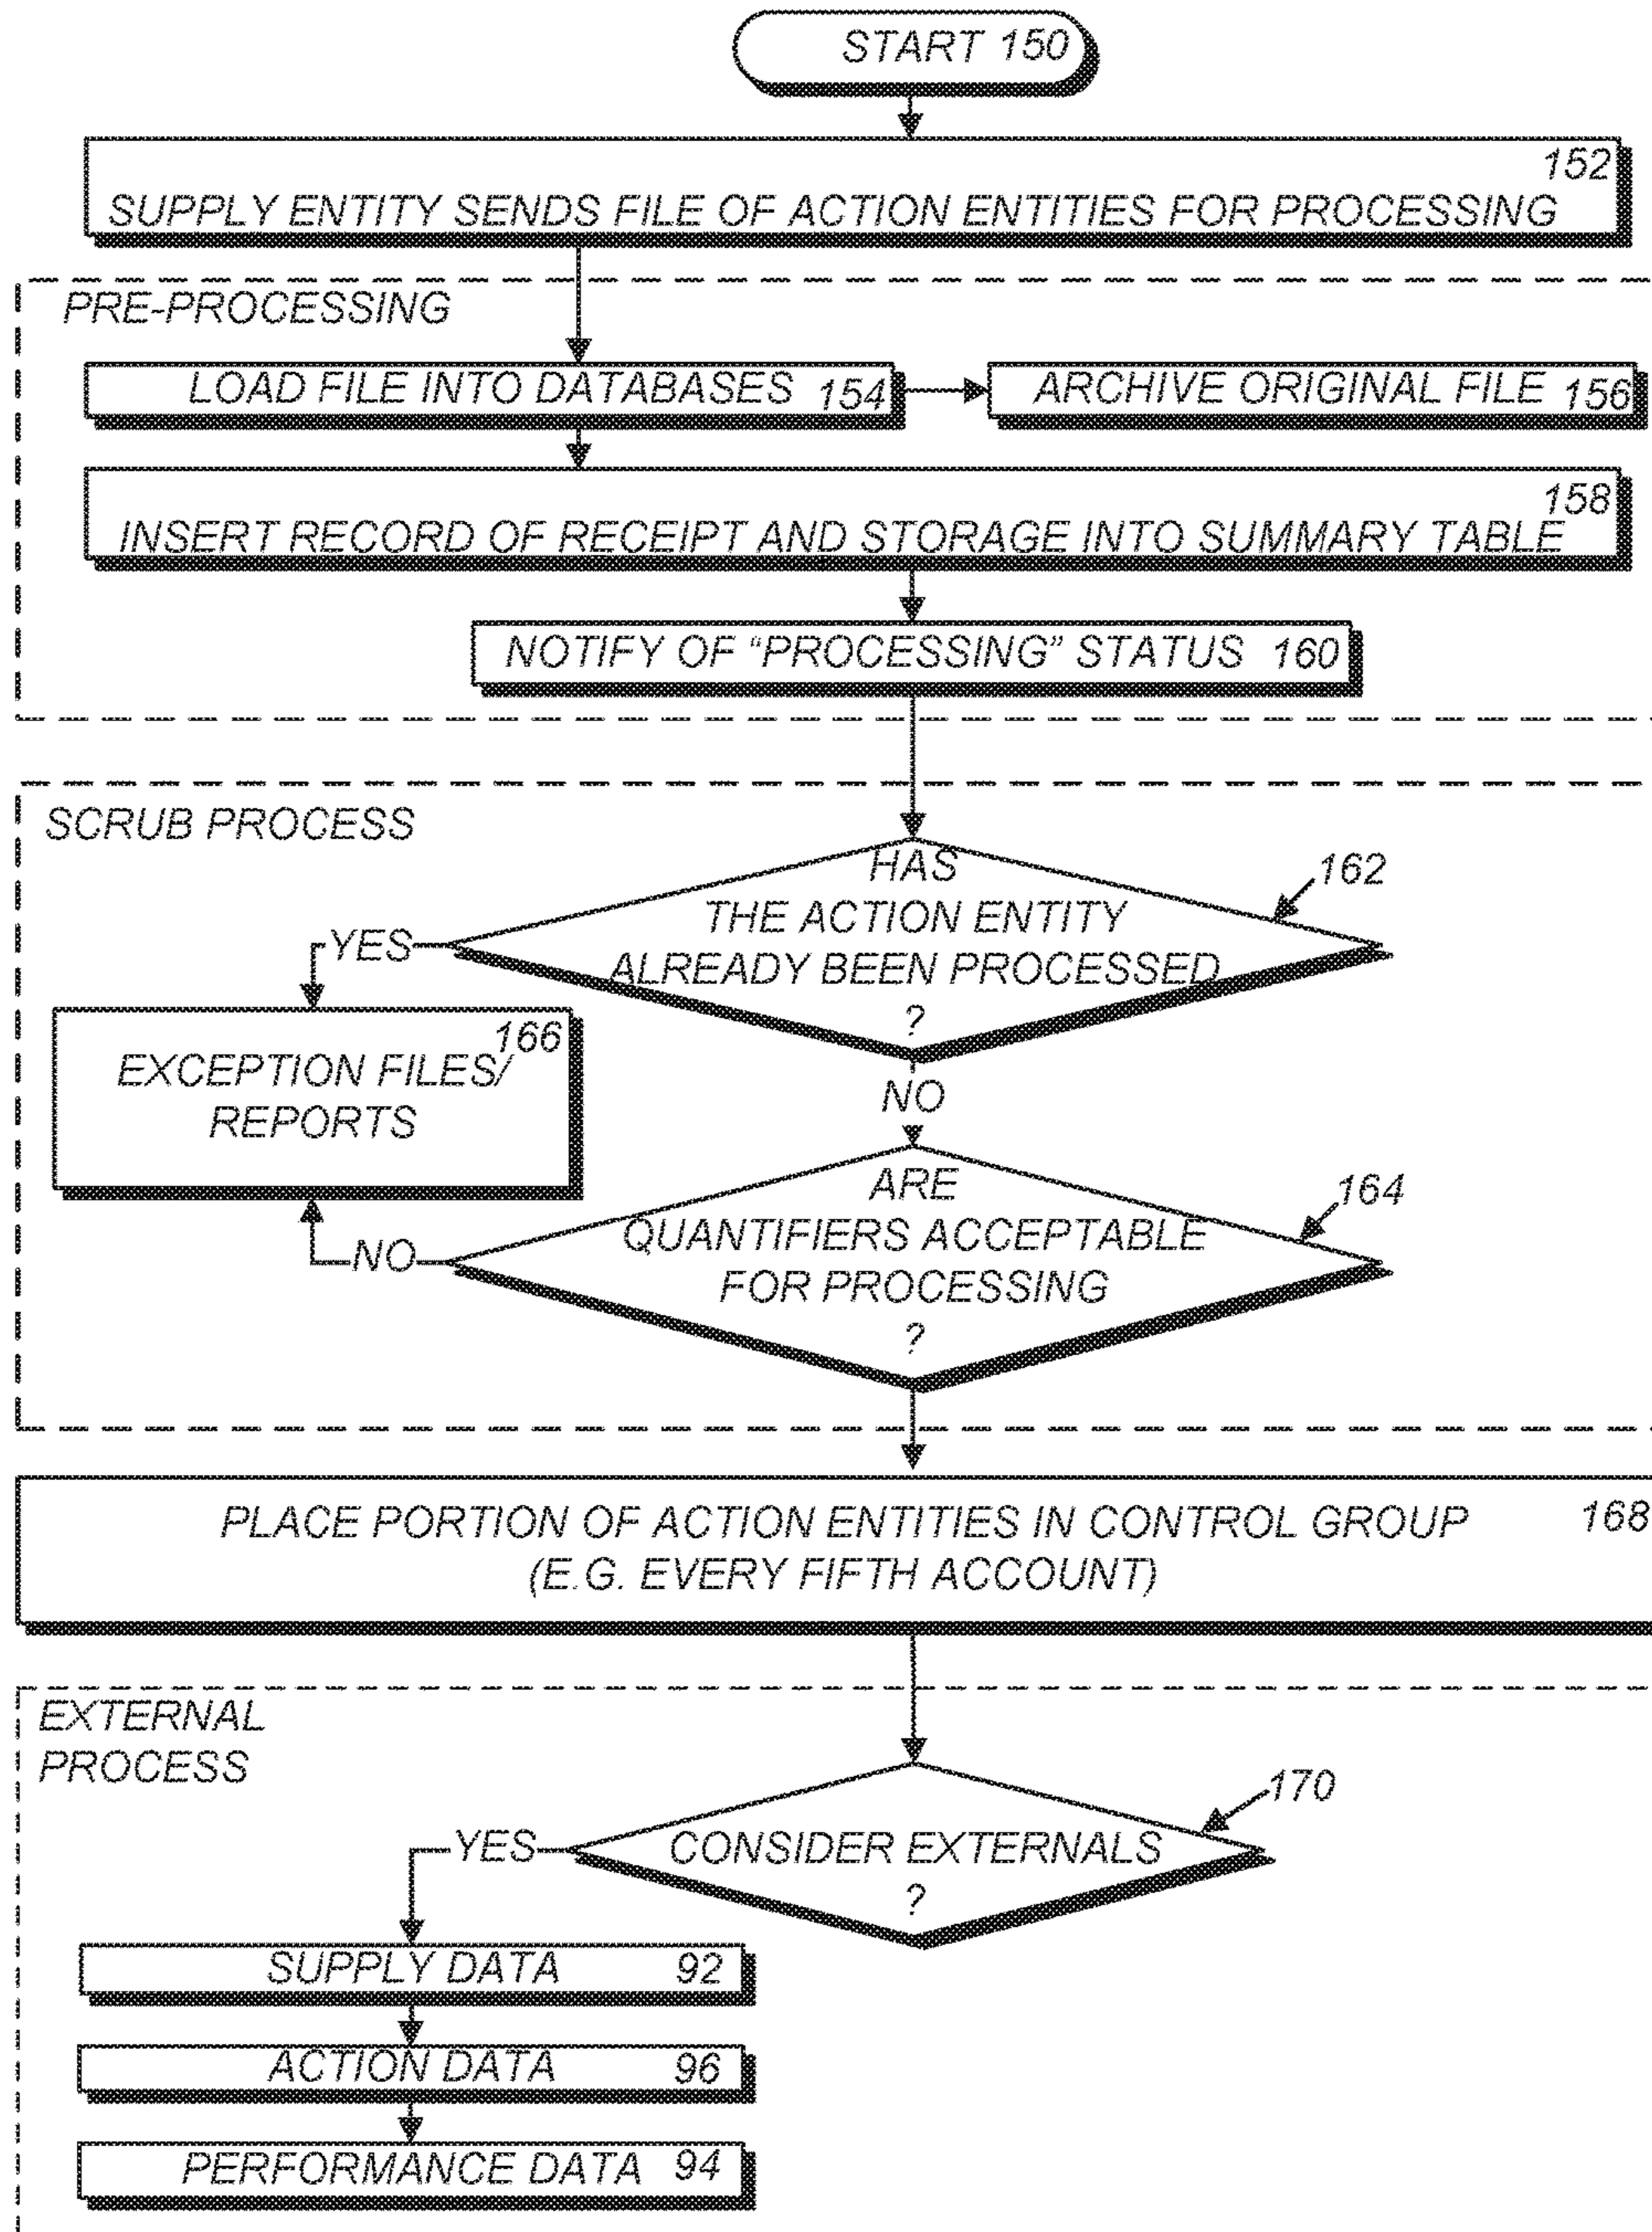 START 150
152
SUPPLY ENTITY SENDS FILE OF ACTION ENTITIES FOR PROCESSING
PRE-PROCESSING
LOAD FILE INTO DATABASES 154
ARCHIVE ORIGINAL FILE 156
158
INSERT RECORD OF RECEIPT AND STORAGE INTO SUMMARY TABLE
NOTIFY OF “PROCESSING” STATUS 160
SCRUB PROCESS
HAS
THE ACTION ENTITY
ALREADY BEEN PROCESSED
?
162
YES
166
EXCEPTION FILES/
REPORTS
NO
ARE
QUANTIFIERS ACCEPTABLE
FOR PROCESSING
?
164
NO
PLACE PORTION OF ACTION ENTITIES IN CONTROL GROUP 168
(E.G. EVERY FIFTH ACCOUNT)
EXTERNAL
PROCESS
170
YES
CONSIDER EXTERNALS
?
SUPPLY DATA 92
ACTION DATA 96
PERFORMANCE DATA 94